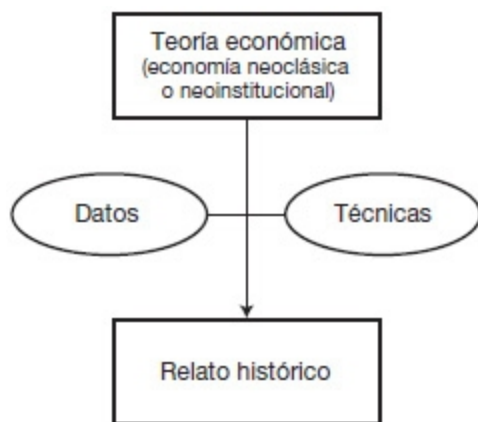 Teoría económica
(economía neoclásica
o neoinstitucional)
Datos
Técnicas
Relato histórico